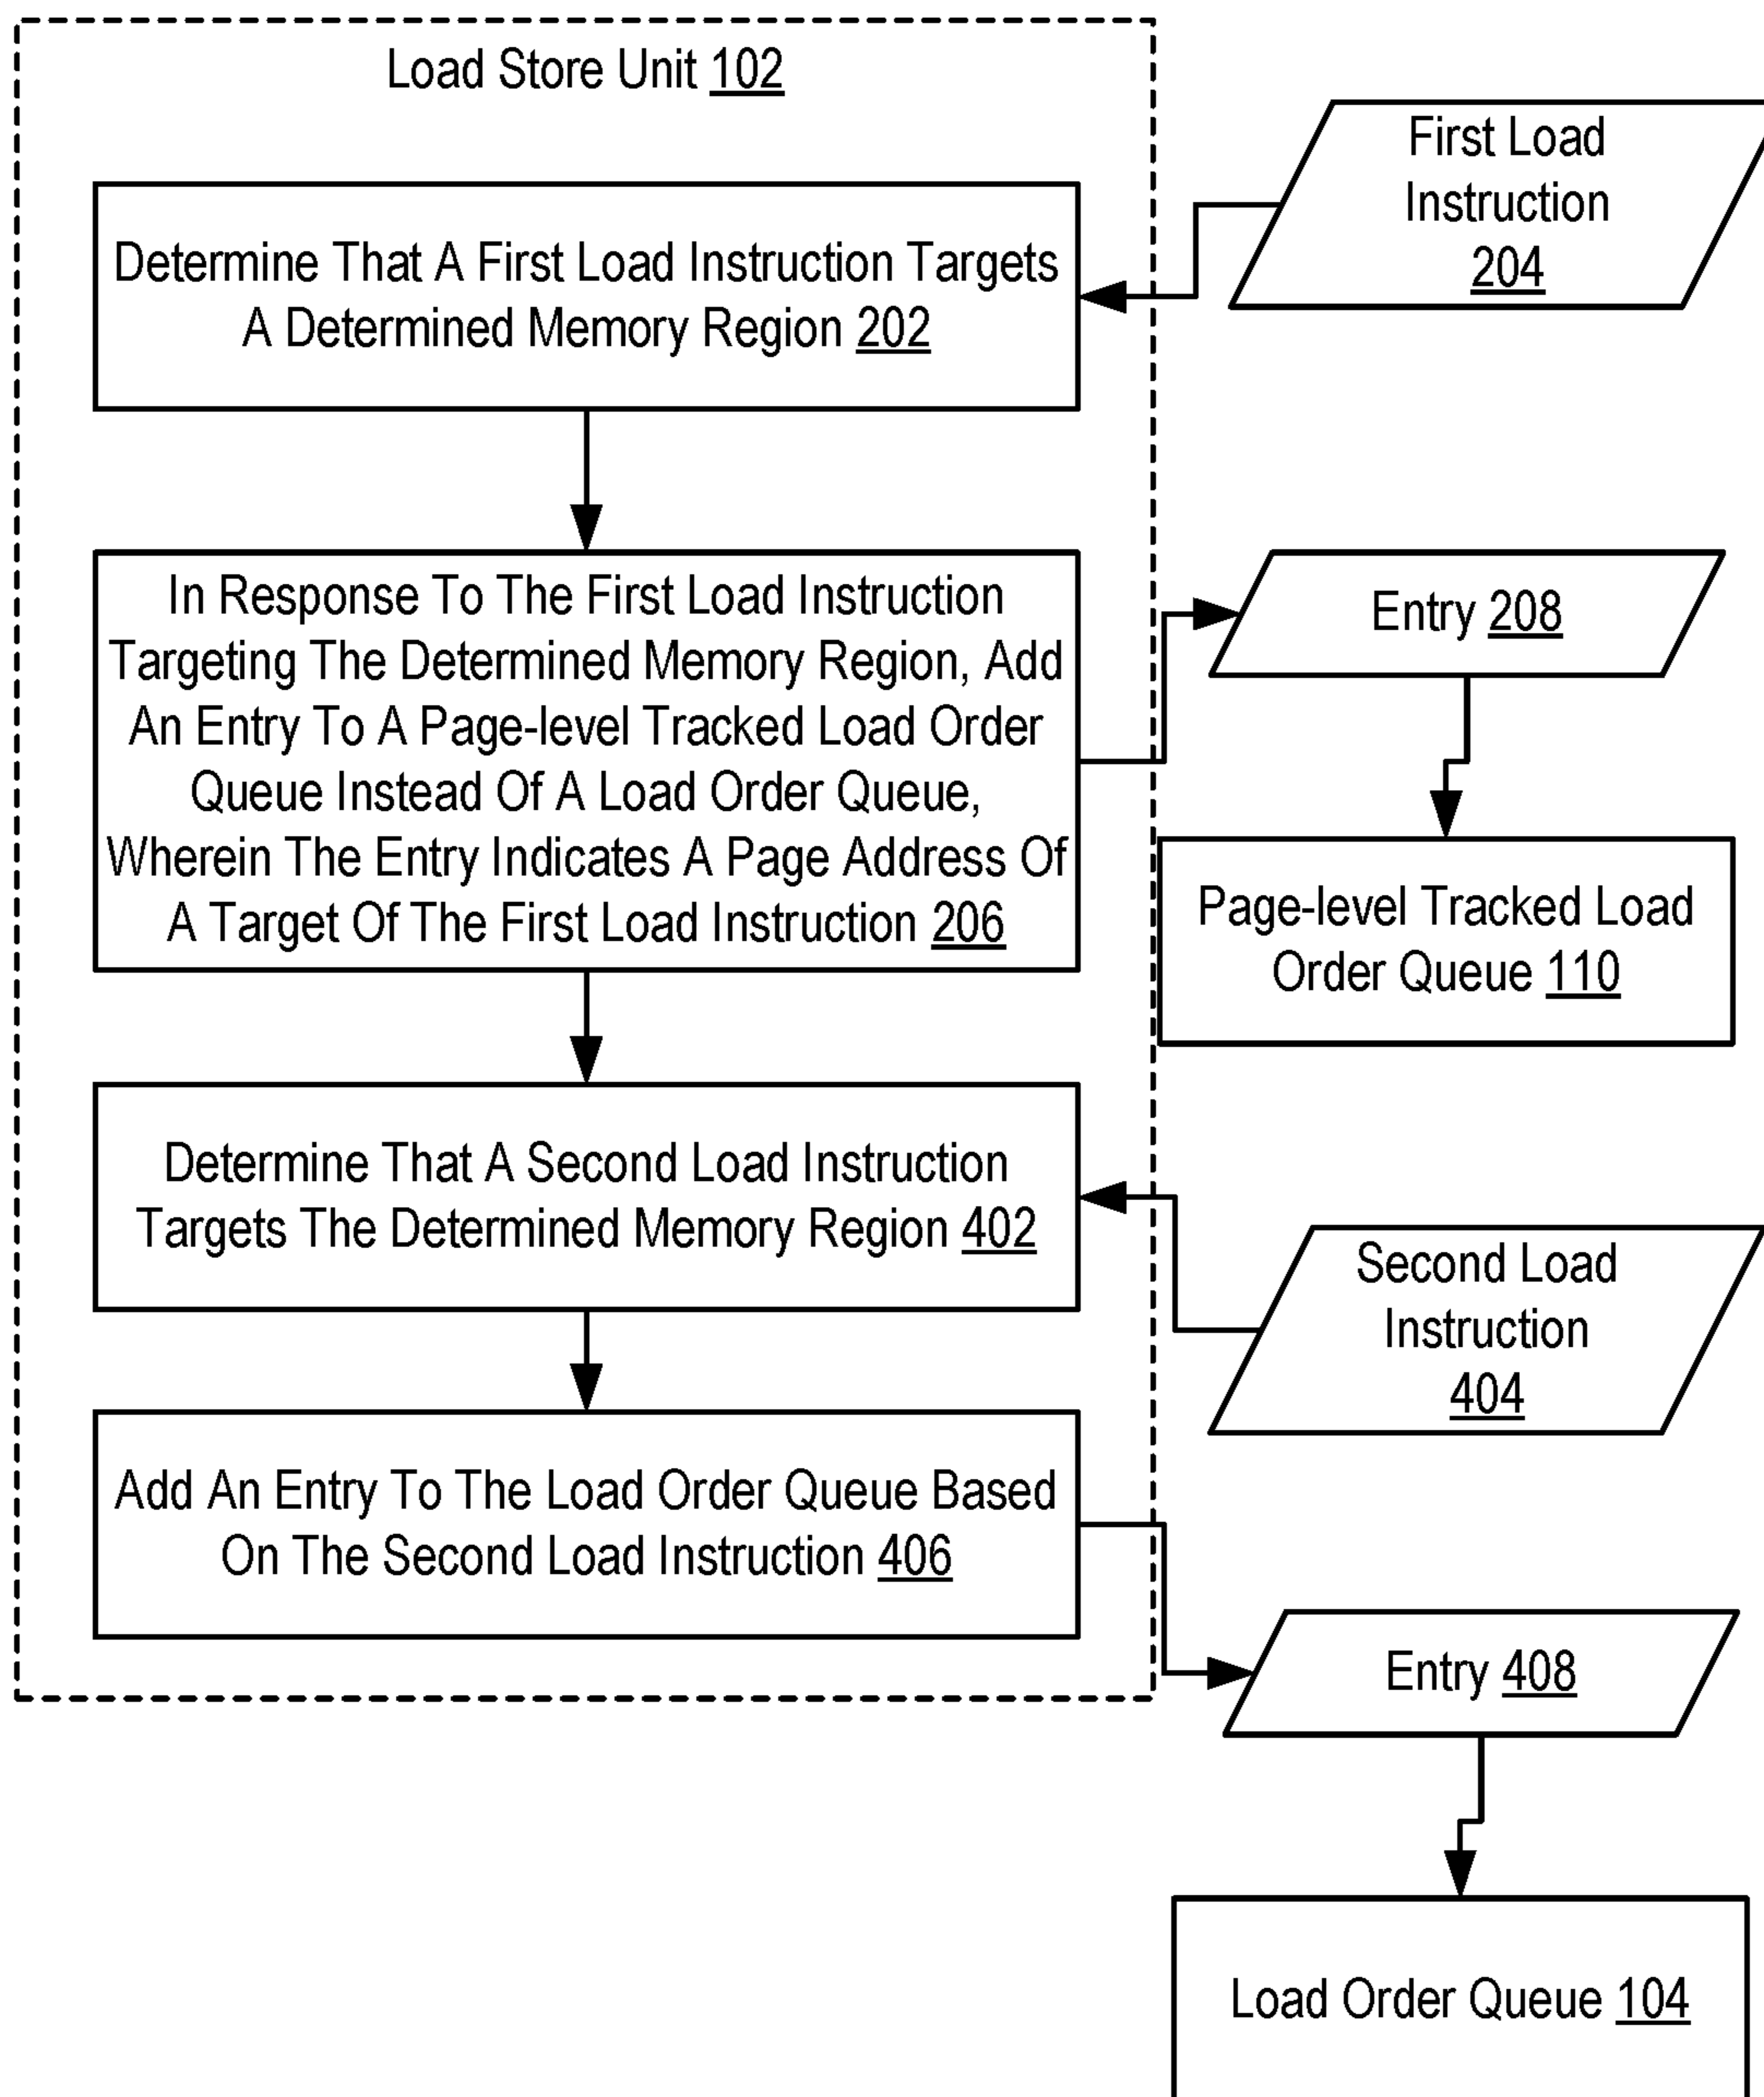 Load Store Unit 102
First Load
Instruction
204
Determine That A First Load Instruction Targets
A Determined Memory Region 202
In Response To The First Load Instruction
Targeting The Determined Memory Region, Add
An Entry To A Page-level Tracked Load Order
Queue Instead Of A Load Order Queue,
Wherein The Entry Indicates A Page Address Of
A Target Of The First Load Instruction 206
Entry 208
Page-level Tracked Load
Order Queue 110
Determine That A Second Load Instruction
Targets The Determined Memory Region 402
Second Load
Instruction
404
Add An Entry To The Load Order Queue Based
On The Second Load Instruction 406
Entry 408
Load Order Queue 104